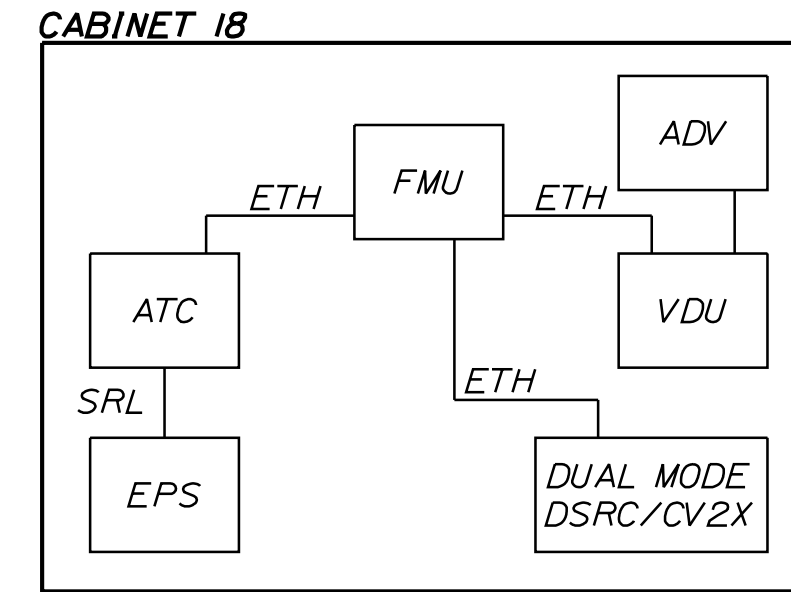 CABINET 18
ADV
FMU
ETH
ETH
ATC
VDU
ETH
SRL
EPS
DUAL MODE
DSRC/CV2X